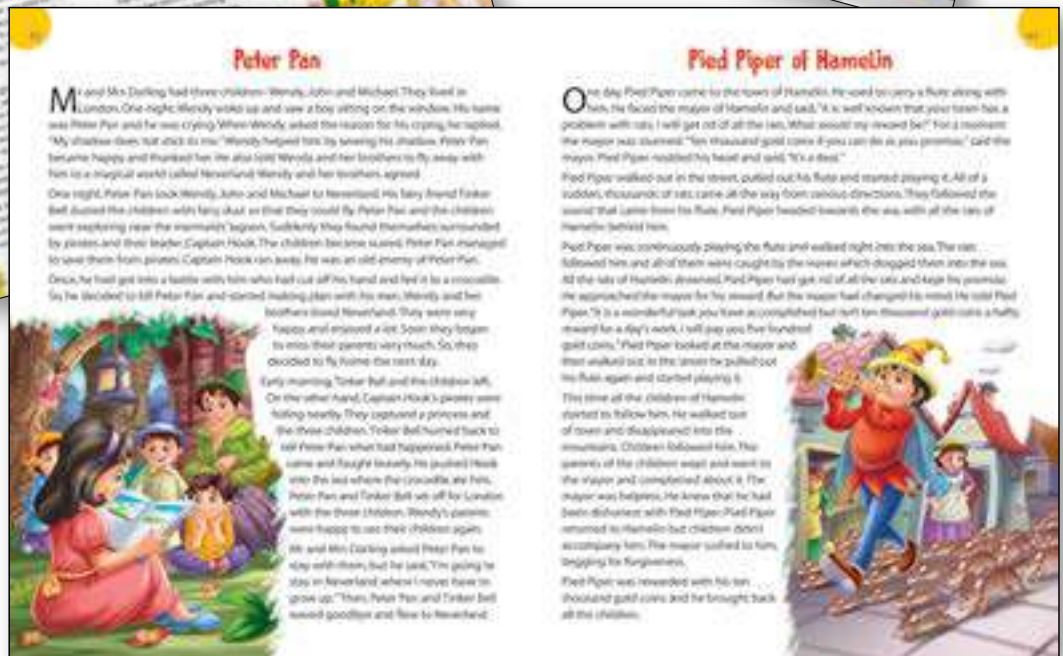 Peter Pan
Mr and Mrs Darling had three children- Wendy, John and Michael. They lived in
London. One night, Wendy woke up and saw a boy sitting on the window. His name
was Peter Pan and he was crying. When Wendy asked the reason for his crying, he replied,
"My shadow does not stick to me." Wendy helped him by sewing his shadow. Peter Pan
became happy and thanked her. He also told Wendy and her brothers to fly away with
him to a magical world called Neverland. Wendy and her brothers agreed.
One night, Peter Pan took Wendy, John and Michael to Neverland. His fairy friend Tinker
Bell dusted the children with fairy dust so that they could fly. Peter Pan and the children
went exploring near the mermaids' lagoon. Suddenly they found themselves surrounded
by pirates and their leader, Captain Hook. The children became scared. Peter Pan managed
to save them from pirates. Captain Hook ran away. He was an old enemy of Peter Pan.
Once, he had got into a battle with him who had cut off his hand and fed it to a crocodile.
So, he decided to kill Peter Pan and started making plan with his men. Wendy and her
brothers loved Neverland. They were very
happy and enjoyed a lot. Soon they began
to miss their parents very much. So, they
decided to fly home the next day.
Early morning, Tinker Bell and the children left.
On the other hand, Captain Hook's pirates were
hiding nearby. They captured a princess and
the three children. Tinker Bell hurried back to
tell Peter Pan what had happened. Peter Pan
came and fought bravely. He pushed Hook
into the sea where the crocodile ate him.
Peter Pan and Tinker Bell set off for London
with the three children. Wendy's parents
were happy to see their children again.
Mr and Mrs Darling asked Peter Pan to
stay with them, but he said, "I'm going to
stay in Neverland where I never have to
grow up." Then, Peter Pan and Tinker Bell
waved goodbye and flew to Neverland.
Pied Piper of Hamelin
One day, Pied Piper came to the town of Hamelin. He used to carry a flute along with
him. He faced the mayor of Hamelin and said, "It is well known that your town has a
problem with rats. I will get rid of all the rats. What would my reward be?" For a moment
the mayor was stunned. "Ten thousand gold coins if you can do as you promise," said the
mayor. Pied Piper nodded his head and said, "It's a deal."
Pied Piper walked out in the street, pulled out his flute and started playing it. All of a
sudden, thousands of rats came all the way from various directions. They followed the
sound that came from his flute. Pied Piper headed towards the sea, with all the rats of
Hamelin behind him.
Pied Piper was continuously playing the flute and walked right into the sea. The rats
followed him and all of them were caught by the waves which dragged them into the sea.
All the rats of Hamelin drowned. Pied Piper had got rid of all the rats and kept his promise.
He approached the mayor for his reward. But the mayor had changed his mind. He told Pied
Piper, "It is a wonderful task you have accomplished but isn't ten thousand gold coins a hefty
reward for a day's work. I will pay you five hundred
gold coins." Pied Piper looked at the mayor and
then walked out. In the street he pulled out
his flute again and started playing it.
This time all the children of Hamelin
started to follow him. He walked out
of town and disappeared into the
mountains. Children followed him. The
parents of the children wept and went to
the mayor and complained about it. The
mayor was helpless. He knew that he had
been dishonest with Pied Piper. Pied Piper
returned to Hamelin but children didn't
accompany him. The mayor rushed to him,
begging for forgiveness.
Pied Piper was rewarded with his ten
thousand gold coins and he brought back
all the children.